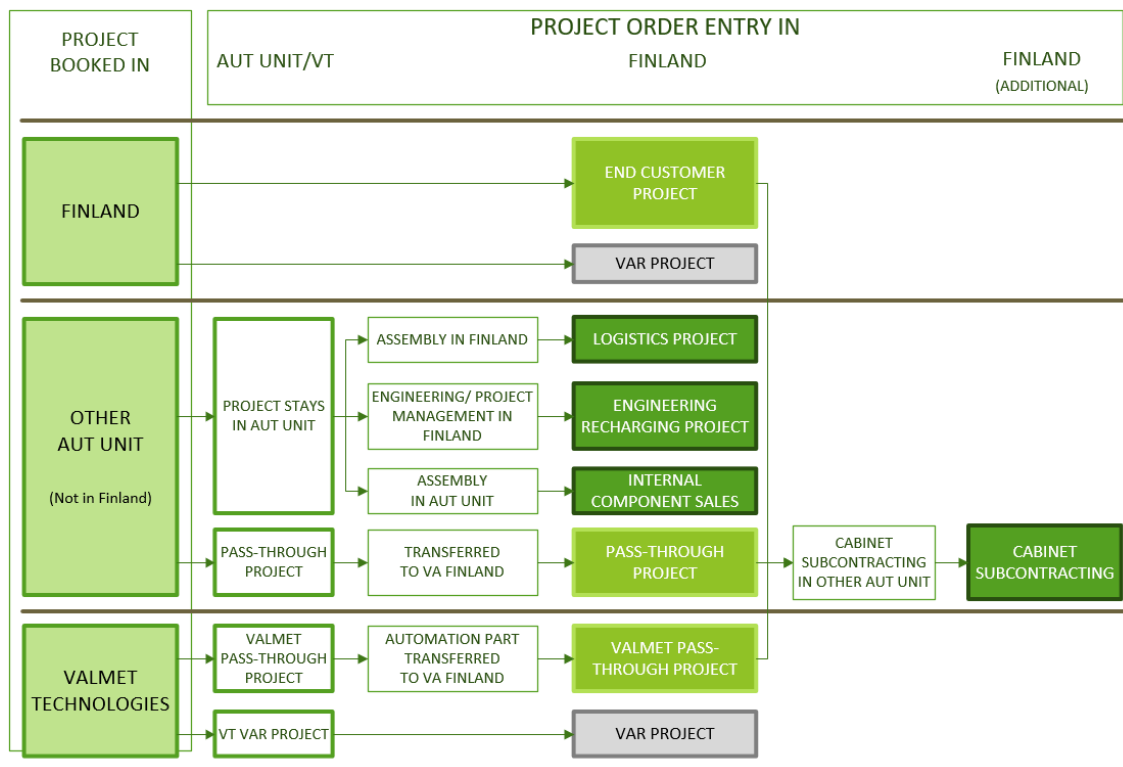 PROJECT
BOOKED IN
PROJECT ORDER ENTRY IN
AUT UNIT/VT
FINLAND
FINLAND
(ADDITIONAL)
FINLAND
END CUSTOMER
PROJECT
VAR PROJECT
OTHER
AUT UNIT
(Not in Finland)
PROJECT STAYS
IN AUT UNIT
ASSEMBLY IN FINLAND
LOGISTICS PROJECT
ENGINEERING/ PROJECT
MANAGEMENT IN
FINLAND
ENGINEERING
RECHARGING PROJECT
ASSEMBLY
IN AUT UNIT
INTERNAL
COMPONENT SALES
PASS-THROUGH
PROJECT
TRANSFERRED
TO VA FINLAND
PASS-THROUGH
PROJECT
CABINET
SUBCONTRACTING
IN OTHER AUT UNIT
CABINET
SUBCONTRACTING
VALMET
TECHNOLOGIES
VALMET
PASS-THROUGH
PROJECT
AUTOMATION PART
TRANSFERRED
TO VA FINLAND
VALMET PASS-
THROUGH PROJECT
VT VAR PROJECT
VAR PROJECT